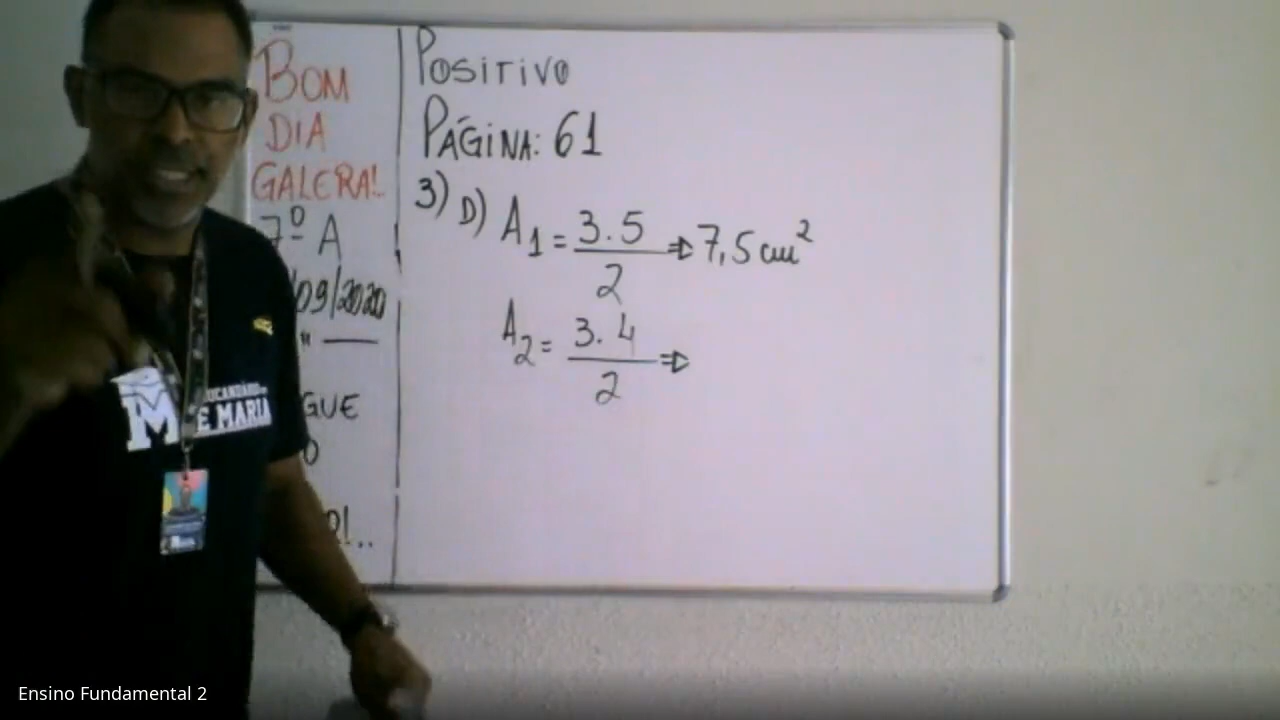 BOM
DIA
GALERA!
7º A
/09/2020
" —
GUE
O
!..
POSITIVO
PÁGINA: 61
3) D) A1 = 3.5/2 ⇒ 7,5 cm²
A2 = 3.4/2 ⇒
E MARIA
Ensino Fundamental 2